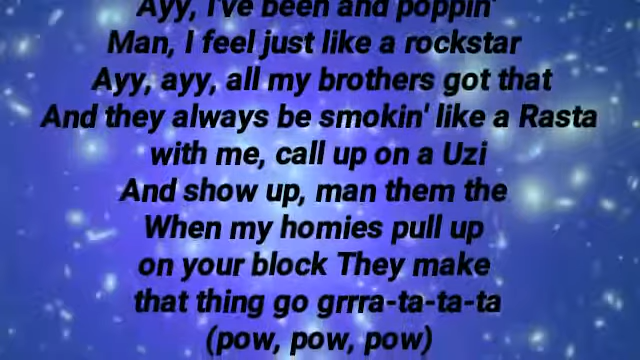 Ayy, I've been and poppin'
Man, I feel just like a rockstar
Ayy, ayy, all my brothers got that
And they always be smokin' like a Rasta
with me, call up on a Uzi
And show up, man them the
When my homies pull up
on your block They make
that thing go grrra-ta-ta-ta
(pow, pow, pow)